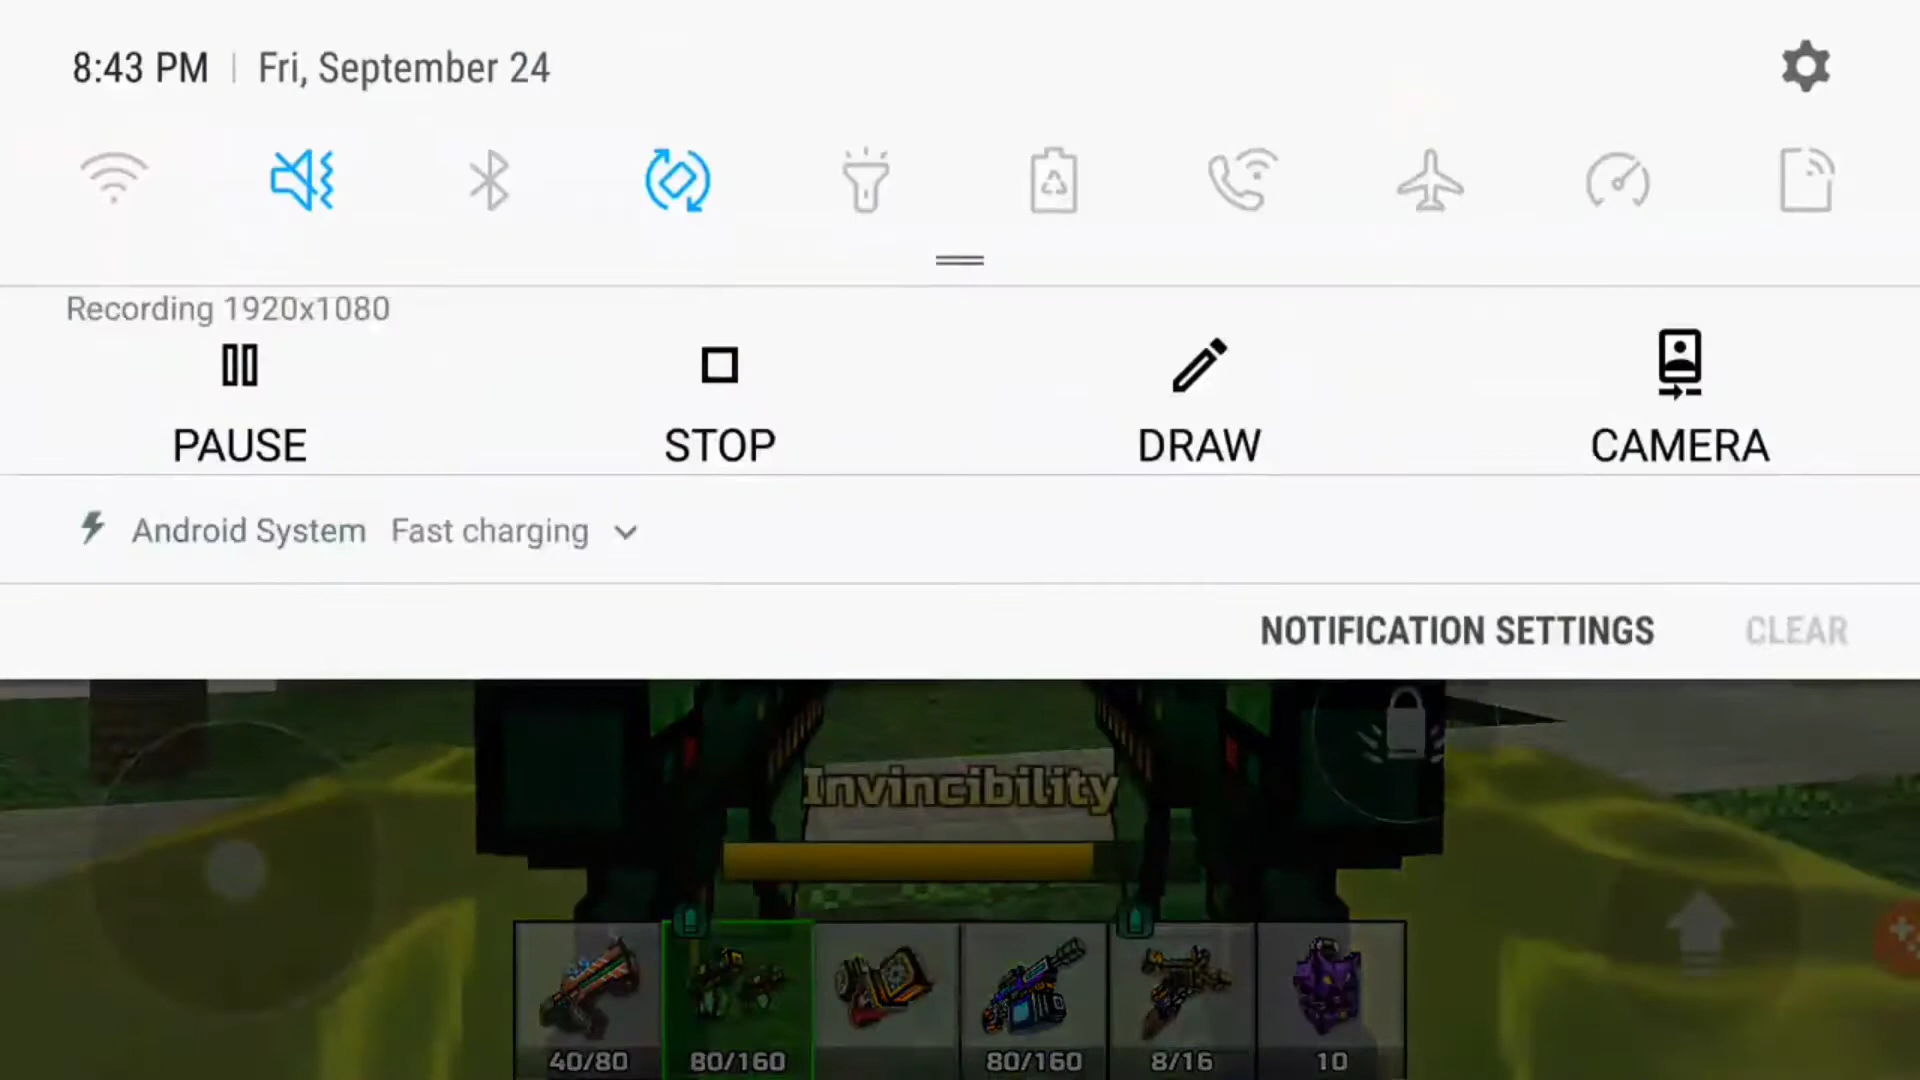 8:43 PM | Fri, September 24
Recording 1920x1080
PAUSE STOP DRAW CAMERA
Android System Fast charging
NOTIFICATION SETTINGS CLEAR
Invincibility
40/80 80/160 80/160 8/16 10